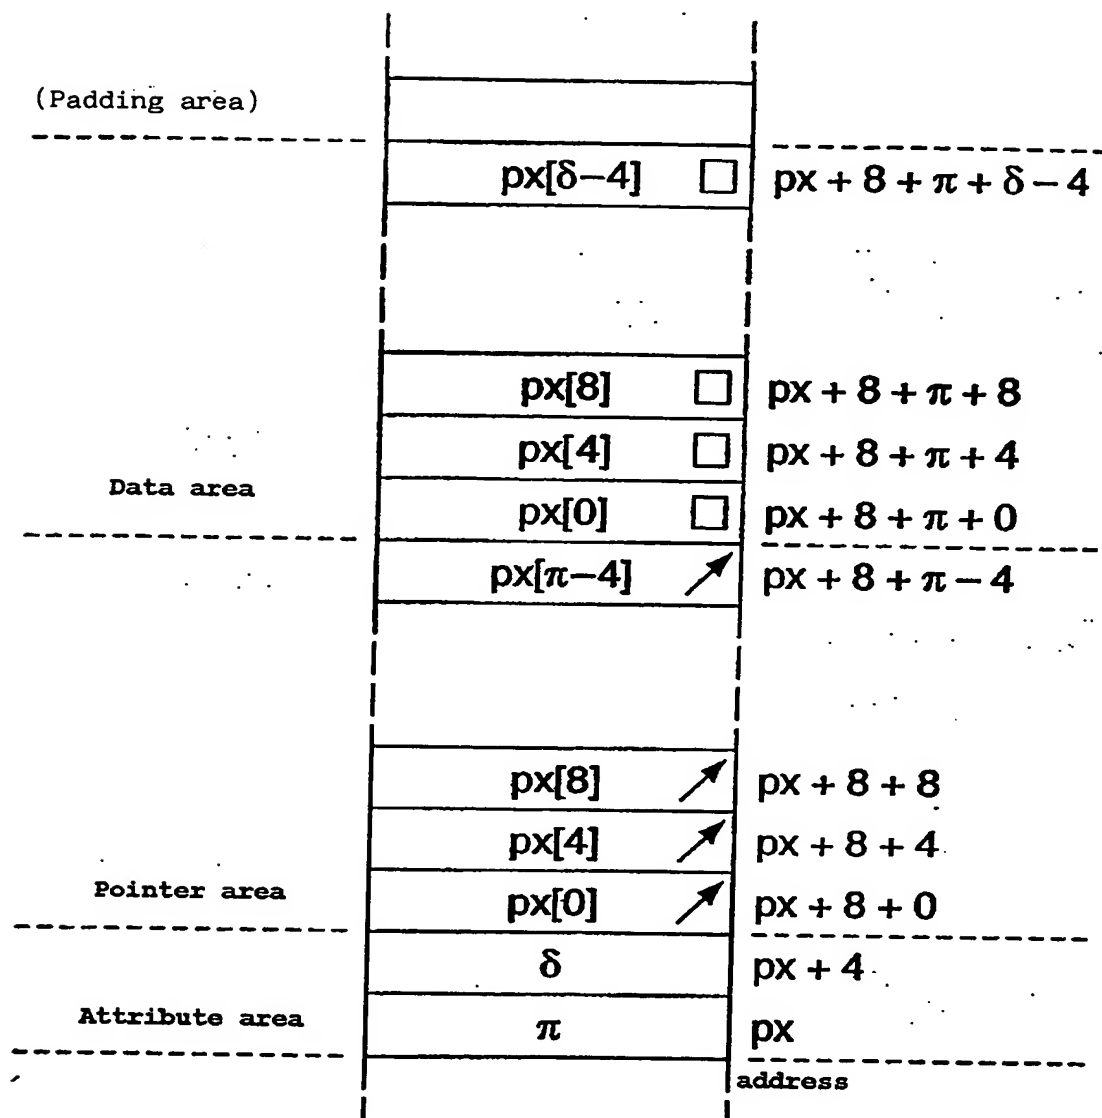 (Padding area)
px[δ−4] □ px + 8 + π + δ − 4
px[8] □ px + 8 + π + 8
px[4] □ px + 8 + π + 4
Data area
px[0] □ px + 8 + π + 0
px[π−4] ↗ px + 8 + π − 4
px[8] ↗ px + 8 + 8
px[4] ↗ px + 8 + 4
Pointer area
px[0] ↗ px + 8 + 0
δ px + 4
Attribute area
π px
address